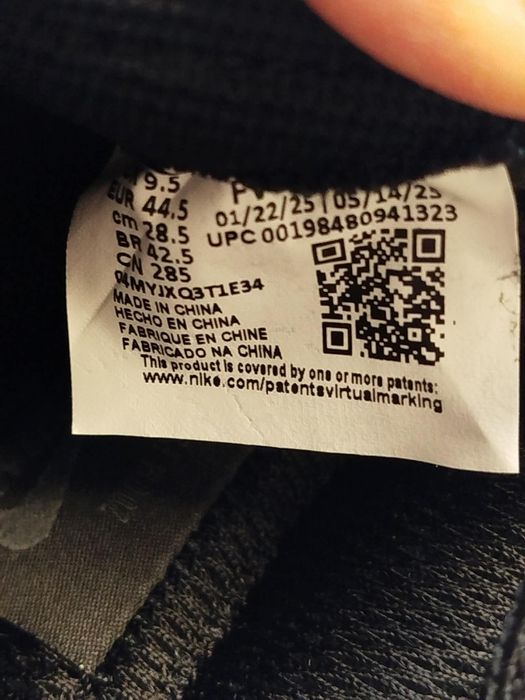 9.5
EUR 44.5
cm 28.5
BR 42.5
CN 285
01/22/25 | 05/14/25
UPC 00198480941323
04MYJXQ3T1E34
MADE IN CHINA
HECHO EN CHINA
FABRIQUE EN CHINE
FABRICADO NA CHINA
This product is covered by one or more patents:
www.nike.com/patentsvirtualmarking